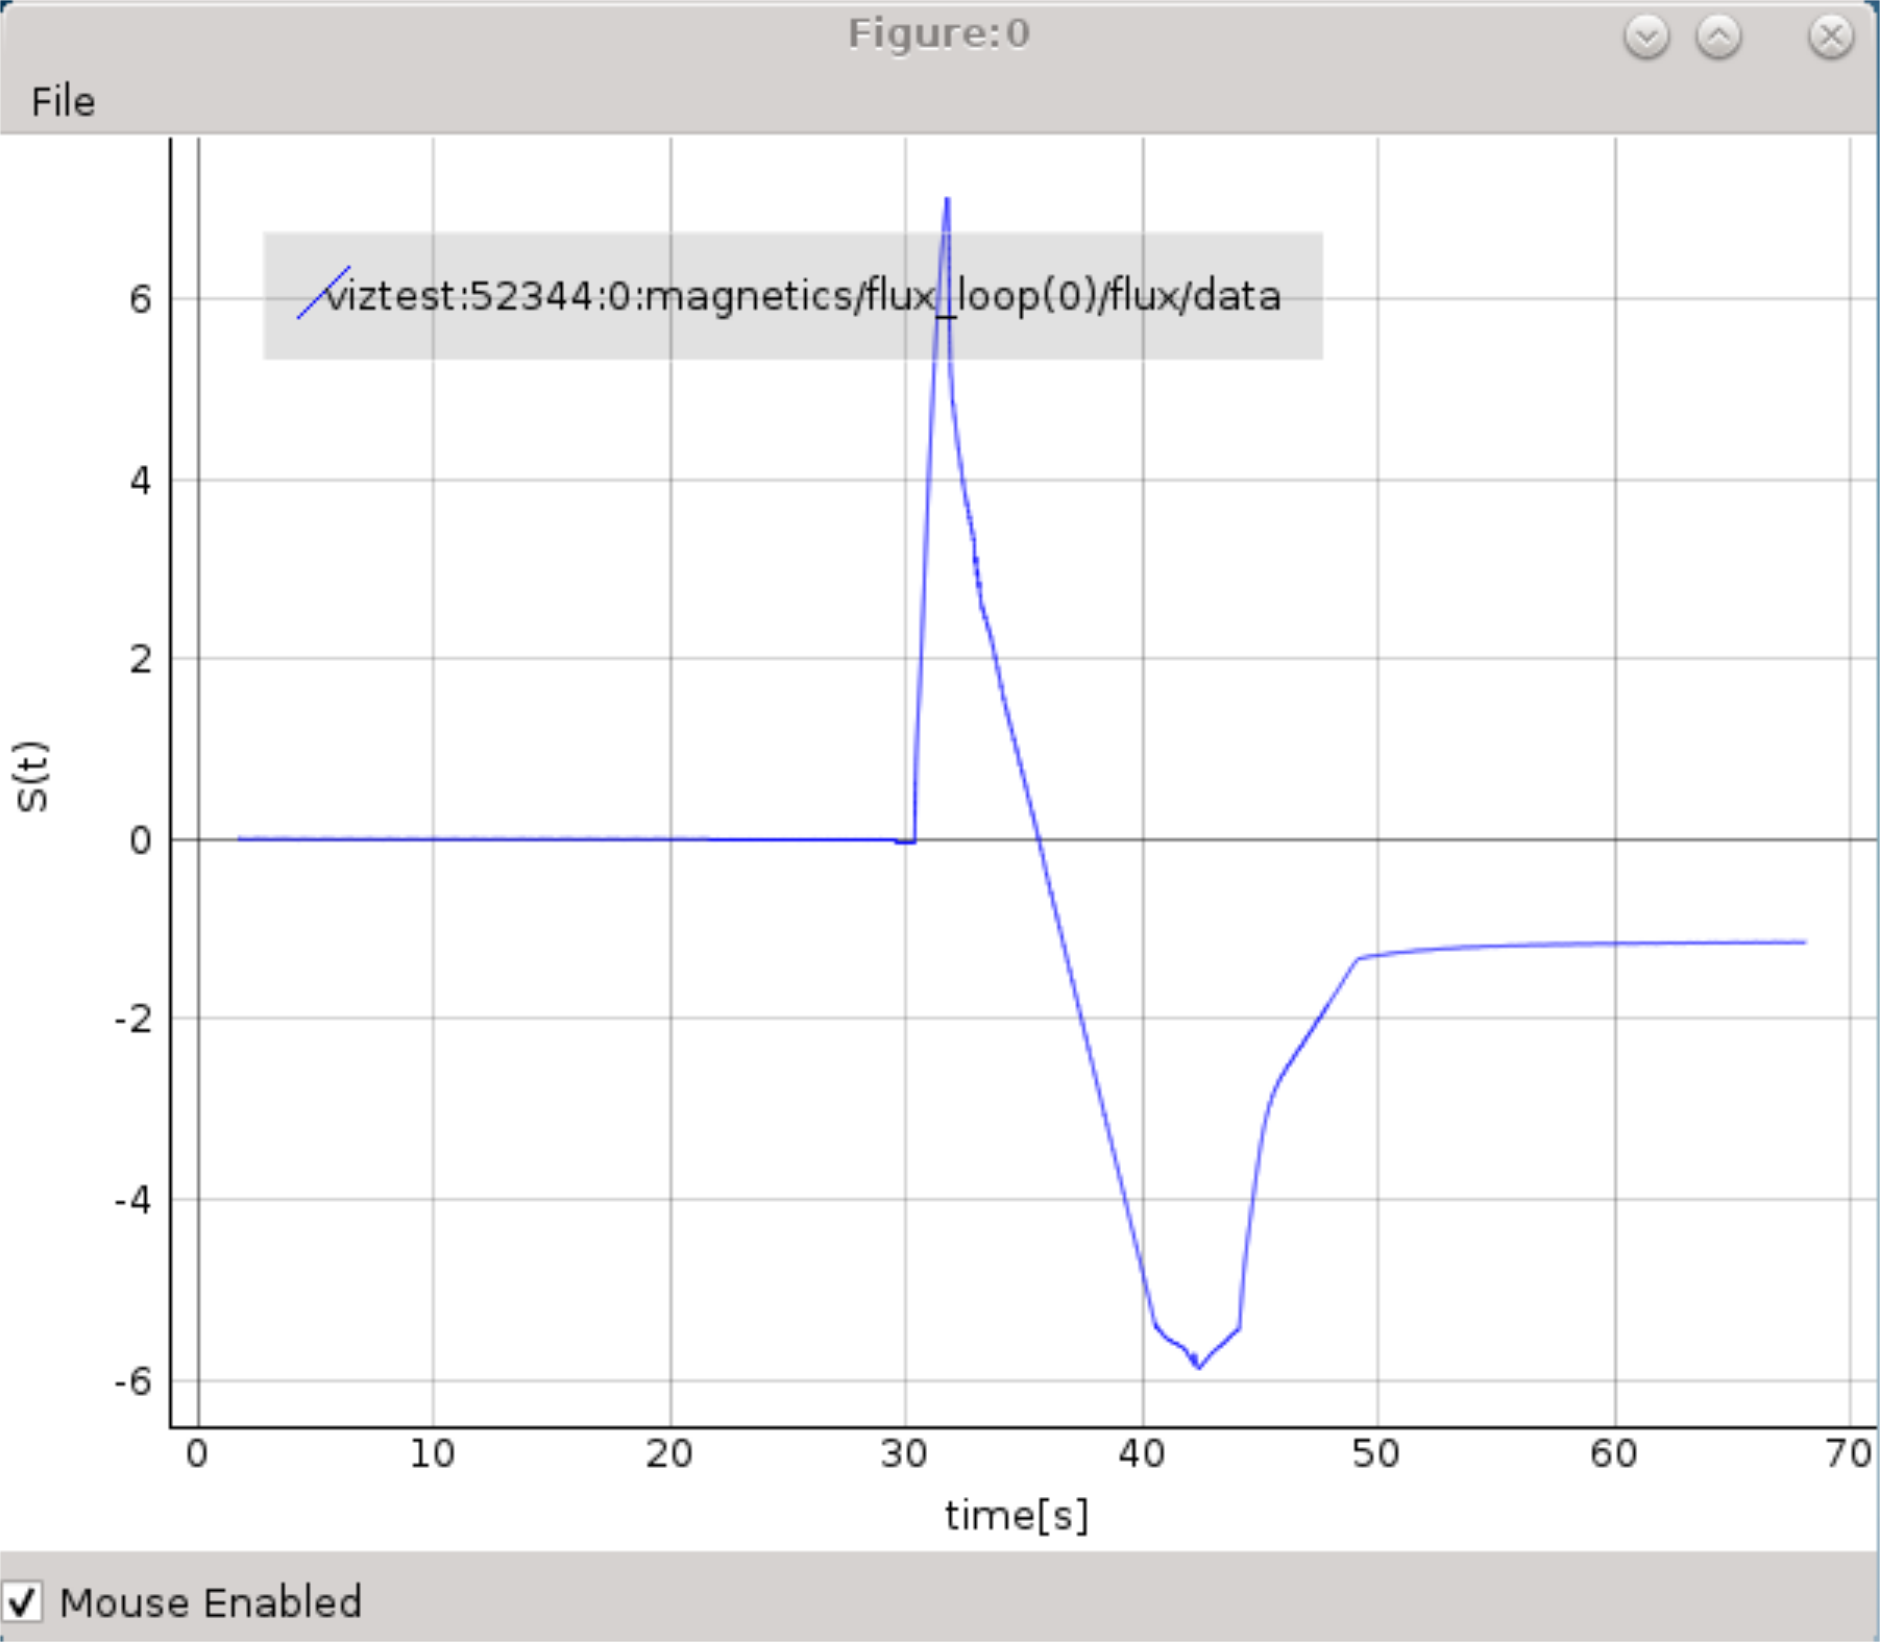 Figure:0
File
viztest:52344:0:magnetics/flux_loop(0)/flux/data
6
4
2
0
-2
-4
-6
S(t)
0 10 20 30 40 50 60 70
time[s]
Mouse Enabled